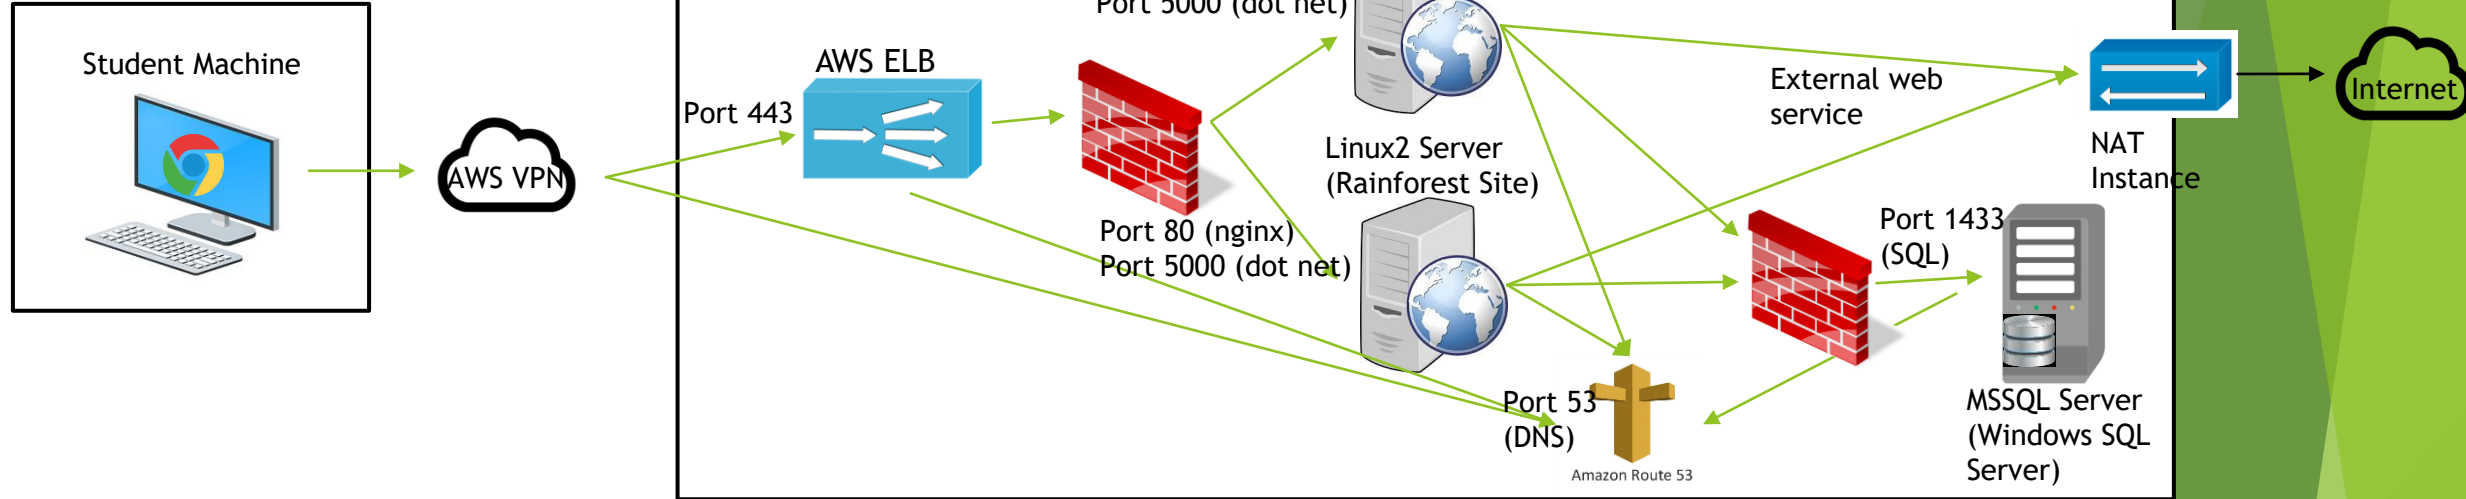 Port 5000 (dot net)
Student Machine
AWS ELB
Port 443
AWS VPN
External web
service
Internet
Linux2 Server
(Rainforest Site)
NAT
Instance
Port 80 (nginx)
Port 5000 (dot net)
Port 1433
(SQL)
Port 53
(DNS)
MSSQL Server
(Windows SQL
Server)
Amazon Route 53